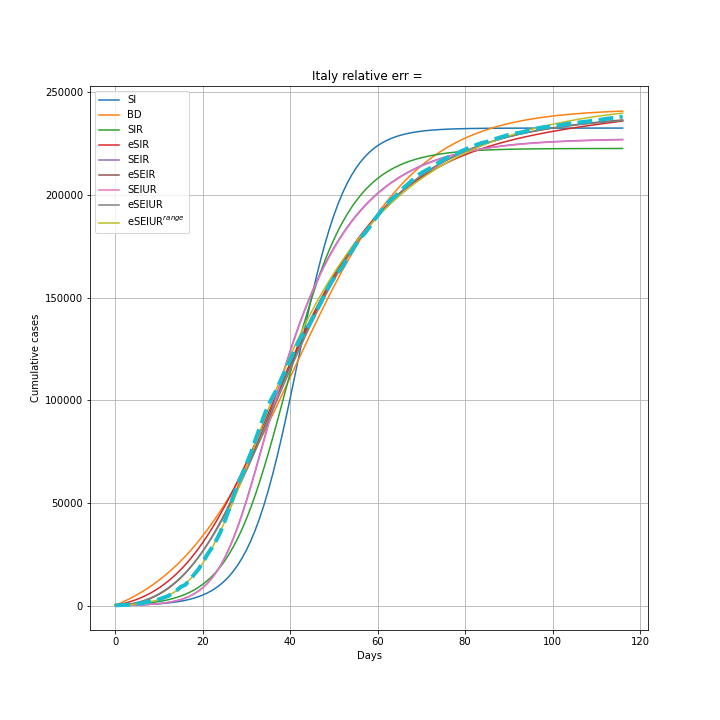 Italy relative err =
250000
200000
150000
100000
50000
0
Cumulative cases
SI
BD
SIR
eSIR
SEIR
eSEIR
SEIUR
eSEIUR
eSEIUR^range
0 20 40 60 80 100 120
Days